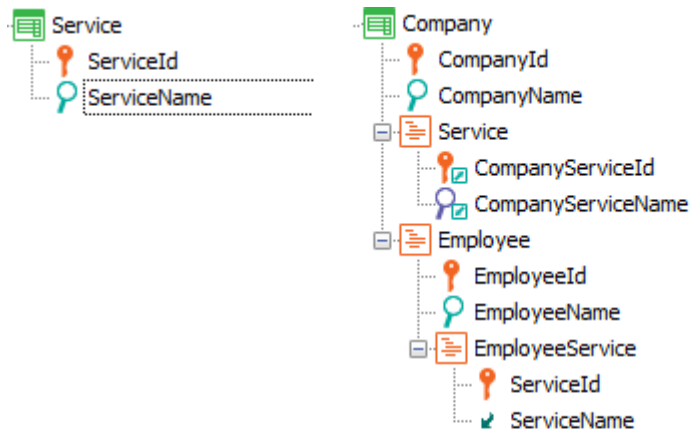 Service
ServiceId
ServiceName
Company
CompanyId
CompanyName
Service
CompanyServiceId
CompanyServiceName
Employee
EmployeeId
EmployeeName
EmployeeService
ServiceId
ServiceName